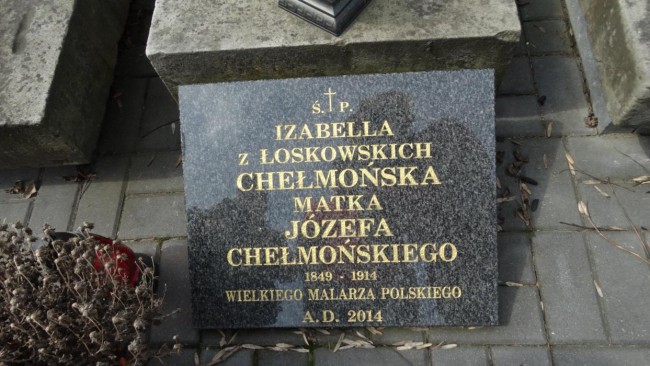 Ś. P.
IZABELLA
Z ŁOSKOWSKICH
CHEŁMOŃSKA
MATKA
JÓZEFA
CHEŁMOŃSKIEGO
1849 - 1914
WIELKIEGO MALARZA POLSKIEGO
A. D. 2014